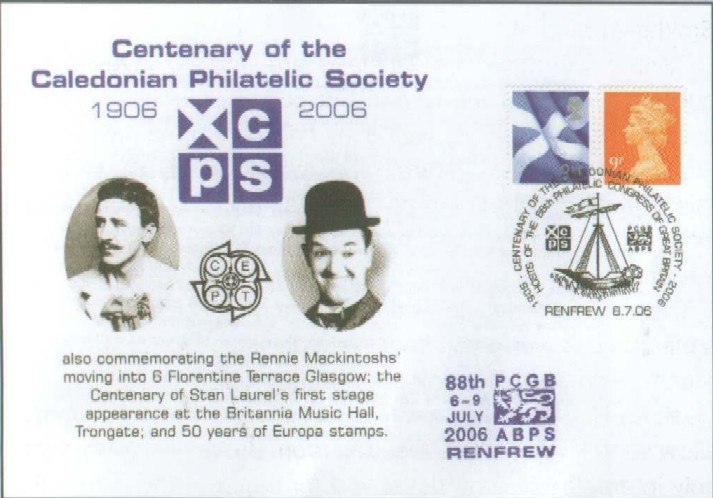 Centenary of the
Caledonian Philatelic Society
1906 2006
X C
P S
C E
P T
also commemorating the Rennie Mackintoshs'
moving into 6 Florentine Terrace Glasgow; the
Centenary of Stan Laurel's first stage
appearance at the Britannia Music Hall,
Trongate; and 50 years of Europa stamps.
1906 - CENTENARY OF THE CALEDONIAN PHILATELIC SOCIETY - 2006
HOSTS OF THE 88th PHILATELIC CONGRESS OF GREAT BRITAIN
X C
P S
PCGB
ABPS
RENFREW 8.7.06
88th PCGB
6-9
JULY
2006 ABPS
RENFREW